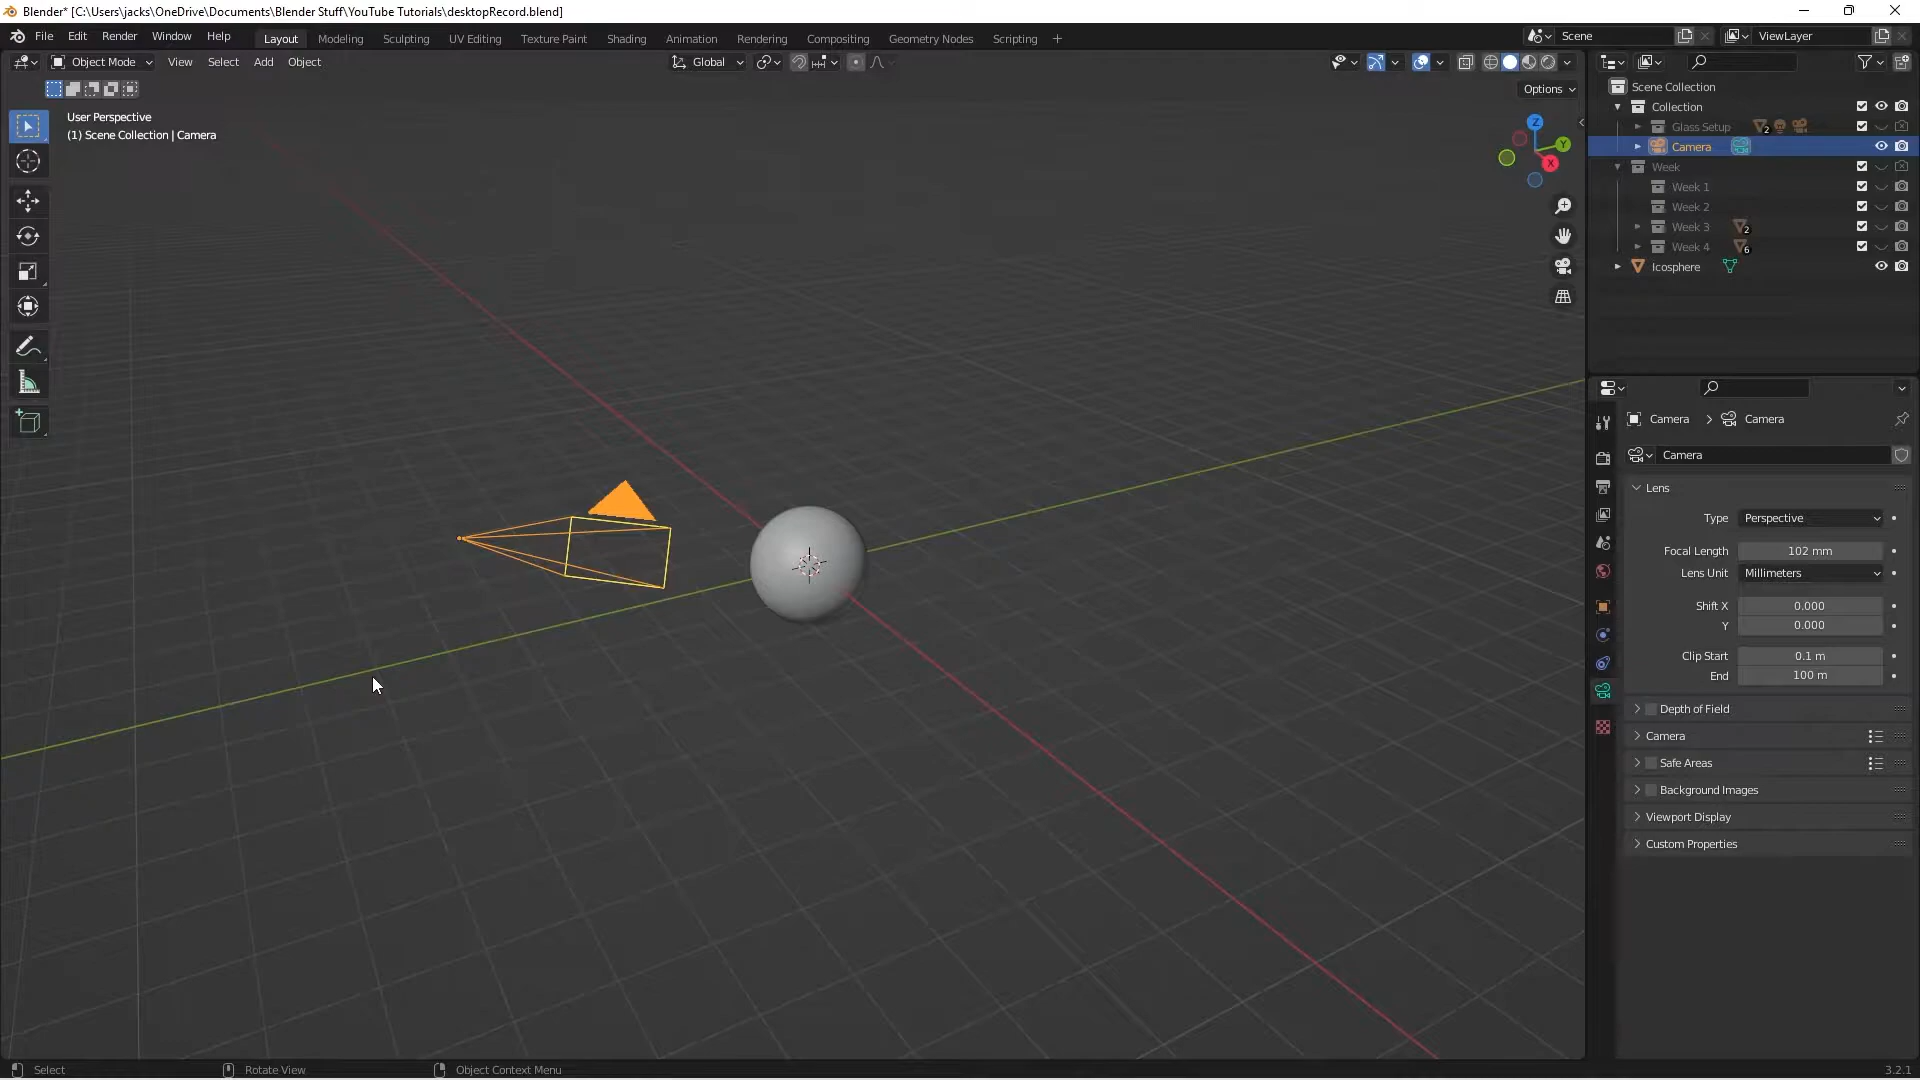 Blender* [C:\Users\jacks\OneDrive\Documents\Blender Stuff\YouTube Tutorials\desktopRecord.blend]
File Edit Render Window Help Layout Modeling Sculpting UV Editing Texture Paint Shading Animation Rendering Compositing Geometry Nodes Scripting + Scene ViewLayer
Object Mode View Select Add Object Global
Options
User Perspective
(1) Scene Collection | Camera
Z
Y
X
Scene Collection
Collection
Glass Setup 2
Camera
Week
Week 1
Week 2
Week 3 2
Week 4 6
Icosphere
Camera > Camera
Camera
Lens
Type Perspective
Focal Length 102 mm
Lens Unit Millimeters
Shift X 0.000
Y 0.000
Clip Start 0.1 m
End 100 m
Depth of Field
Camera
Safe Areas
Background Images
Viewport Display
Custom Properties
Select Rotate View Object Context Menu 3.2.1